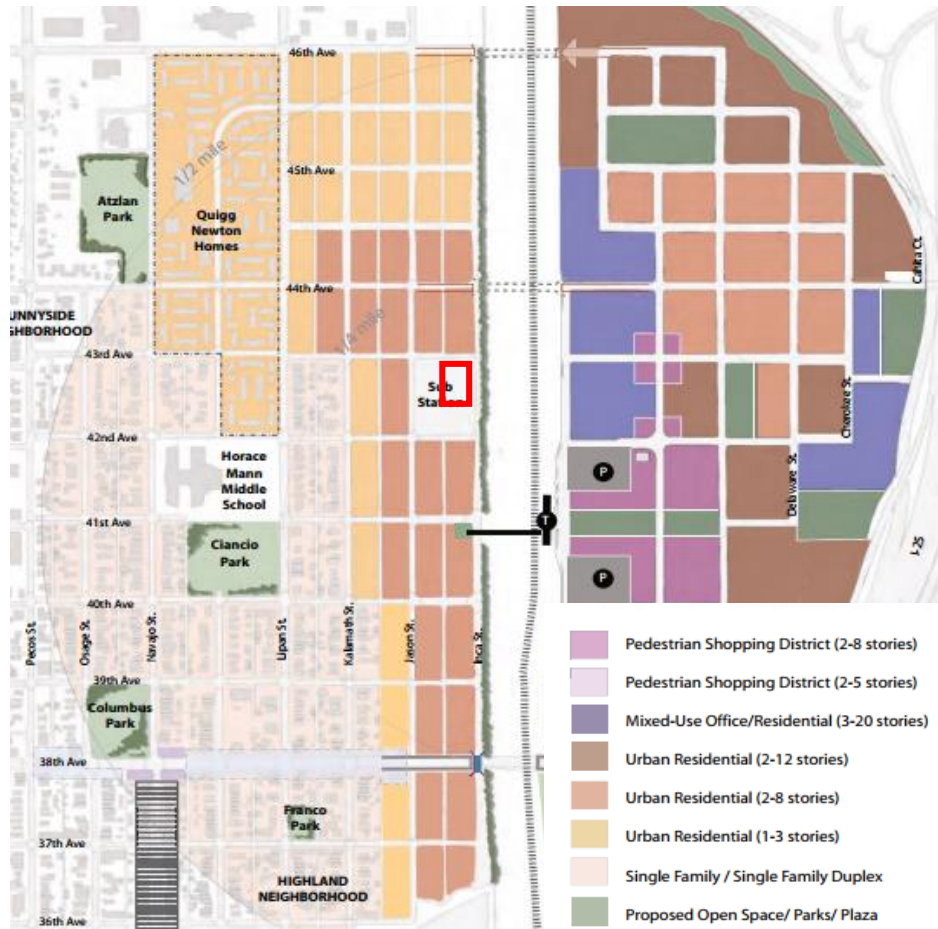 46th Ave
1/2 mile
45th Ave
Atzlan
Park
Quigg
Newton
Homes
44th Ave
UNNYSIDE
GHBORHOOD
1/4 mile
43rd Ave
Sub
Station
42nd Ave
Horace
Mann
Middle
School
41st Ave
Ciancio
Park
40th Ave
Pecos St.
Osage St.
Navajo St.
Lipan St.
Kalamath St.
Jason St.
Inca St.
39th Ave
Columbus
Park
38th Ave
Franco
Park
37th Ave
HIGHLAND
NEIGHBORHOOD
36th Ave
Cahita Ct.
Cherokee St.
Delaware St.
I-25
P
T
P
Pedestrian Shopping District (2-8 stories)
Pedestrian Shopping District (2-5 stories)
Mixed-Use Office/Residential (3-20 stories)
Urban Residential (2-12 stories)
Urban Residential (2-8 stories)
Urban Residential (1-3 stories)
Single Family / Single Family Duplex
Proposed Open Space/ Parks/ Plaza